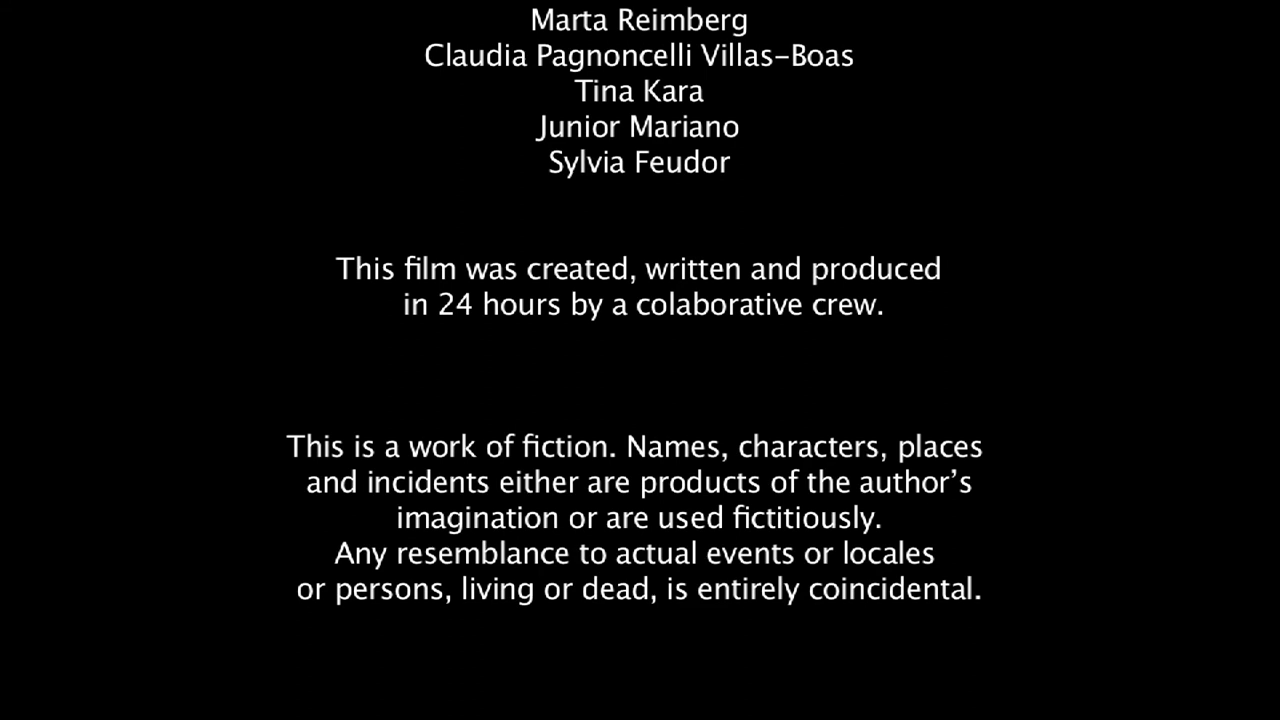 Marta Reimberg
Claudia Pagnoncelli Villas-Boas
Tina Kara
Junior Mariano
Sylvia Feudor
This film was created, written and produced
in 24 hours by a colaborative crew.
This is a work of fiction. Names, characters, places
and incidents either are products of the author’s
imagination or are used fictitiously.
Any resemblance to actual events or locales
or persons, living or dead, is entirely coincidental.